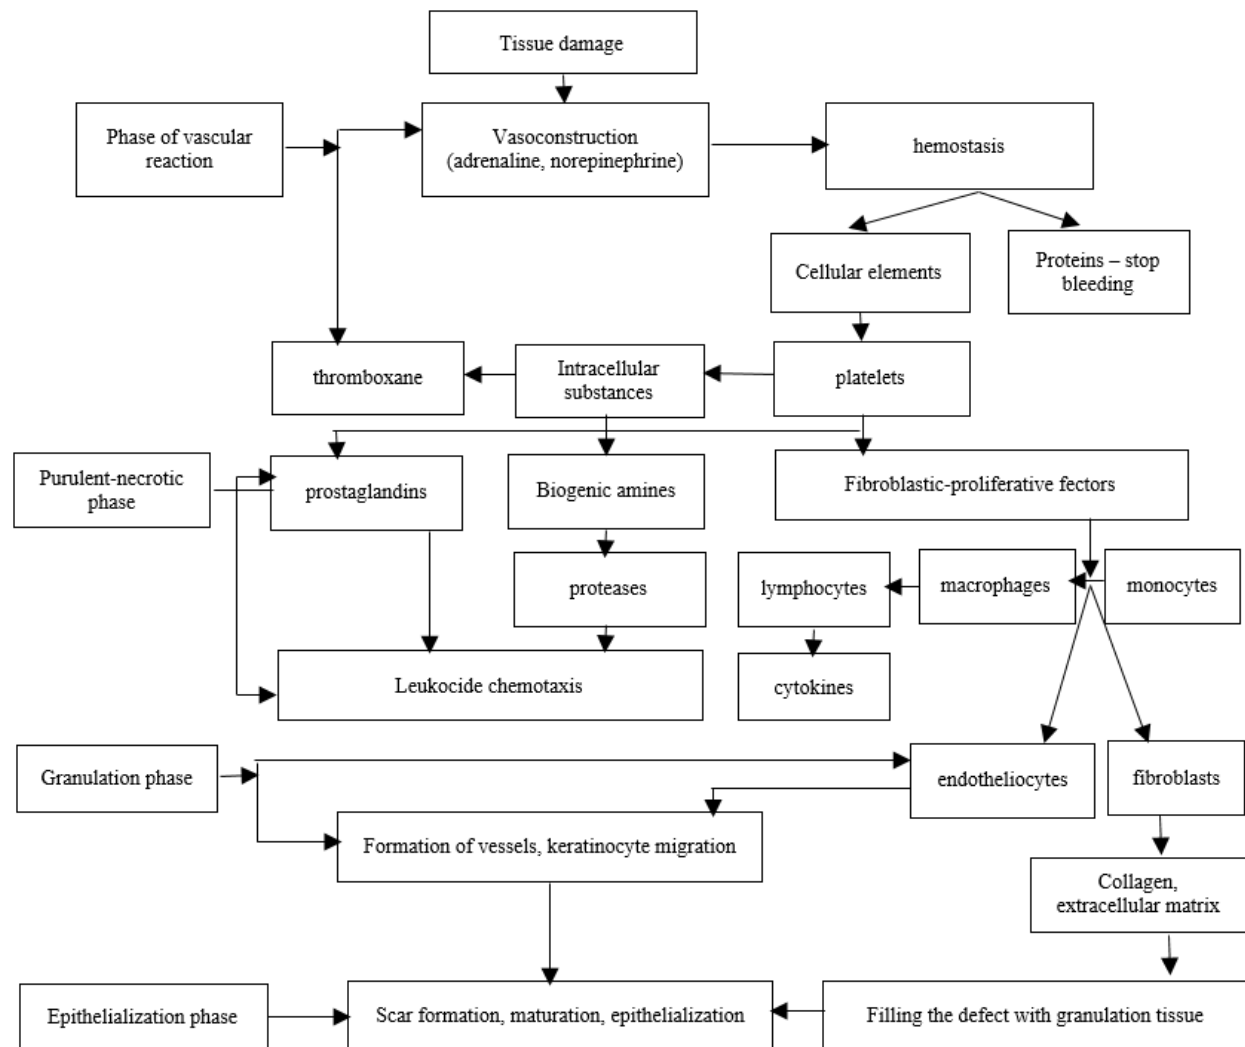 Tissue damage
Phase of vascular
reaction
Vasoconstruction
(adrenaline, norepinephrine)
hemostasis
Cellular elements
Proteins – stop
bleeding
thromboxane
Intracellular
substances
platelets
Purulent-necrotic
phase
prostaglandins
Biogenic amines
Fibroblastic-proliferative fectors
proteases
lymphocytes
macrophages
monocytes
Leukocide chemotaxis
cytokines
Granulation phase
endotheliocytes
fibroblasts
Formation of vessels, keratinocyte migration
Collagen,
extracellular matrix
Epithelialization phase
Scar formation, maturation, epithelialization
Filling the defect with granulation tissue